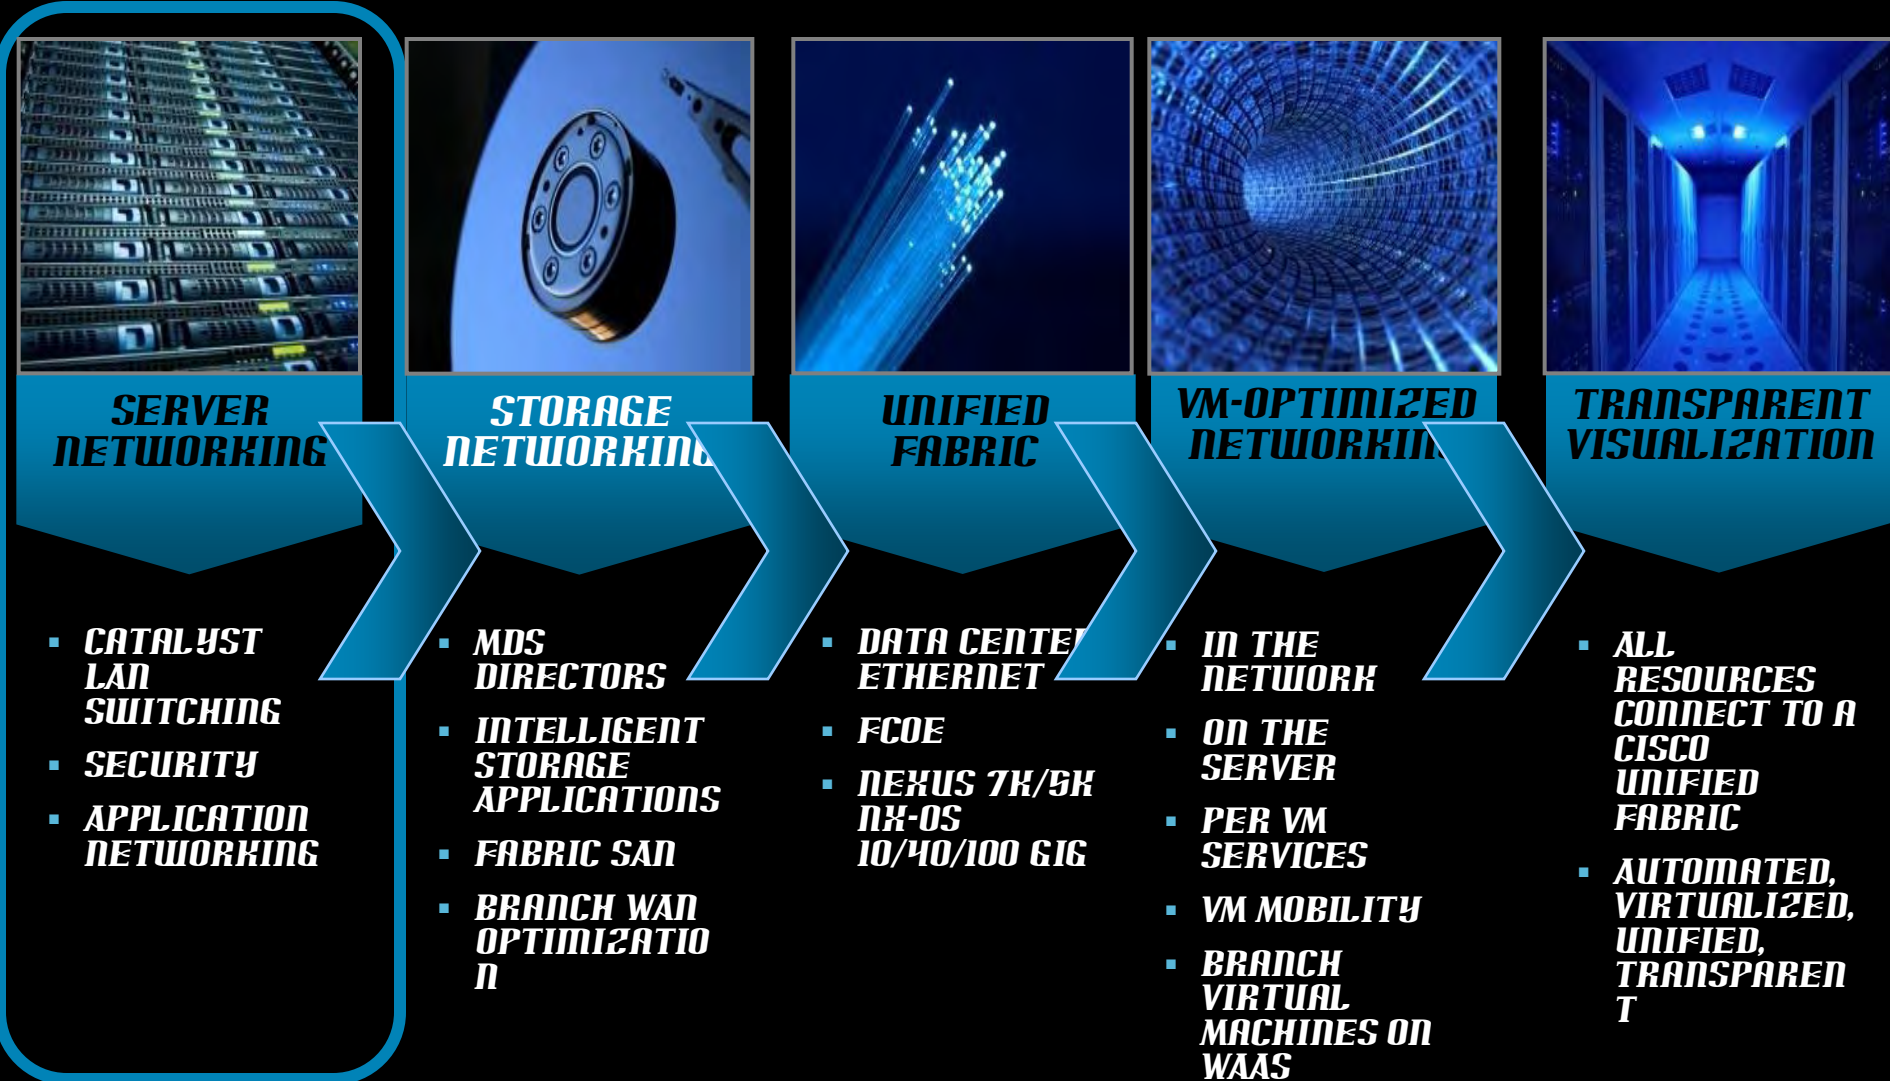 SERVER
NETWORKING
STORAGE
NETWORKING
UNIFIED
FABRIC
VM-OPTIMIZED
NETWORKING
TRANSPARENT
VISUALIZATION
CATALYST
LAN
SWITCHING
SECURITY
APPLICATION
NETWORKING
MDS
DIRECTORS
INTELLIGENT
STORAGE
APPLICATIONS
FABRIC SAN
BRANCH WAN
OPTIMIZATIO
N
DATA CENTER
ETHERNET
FCOE
NEXUS 7K/5K
NX-OS
10/40/100 GIG
IN THE
NETWORK
ON THE
SERVER
PER VM
SERVICES
VM MOBILITY
BRANCH
VIRTUAL
MACHINES ON
WAAS
ALL
RESOURCES
CONNECT TO A
CISCO
UNIFIED
FABRIC
AUTOMATED,
VIRTUALIZED,
UNIFIED,
TRANSPAREN
T